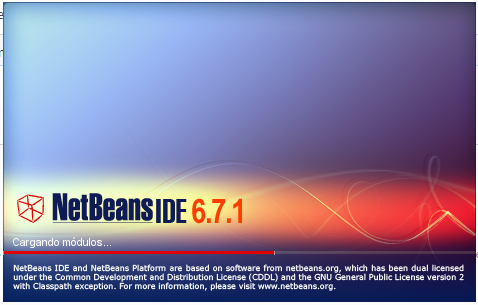 NetBeans IDE 6.7.1
Cargando módulos...
NetBeans IDE and NetBeans Platform are based on software from netbeans.org, which has been dual licensed
under the Common Development and Distribution License (CDDL) and the GNU General Public License version 2
with Classpath exception. For more information, please visit www.netbeans.org.